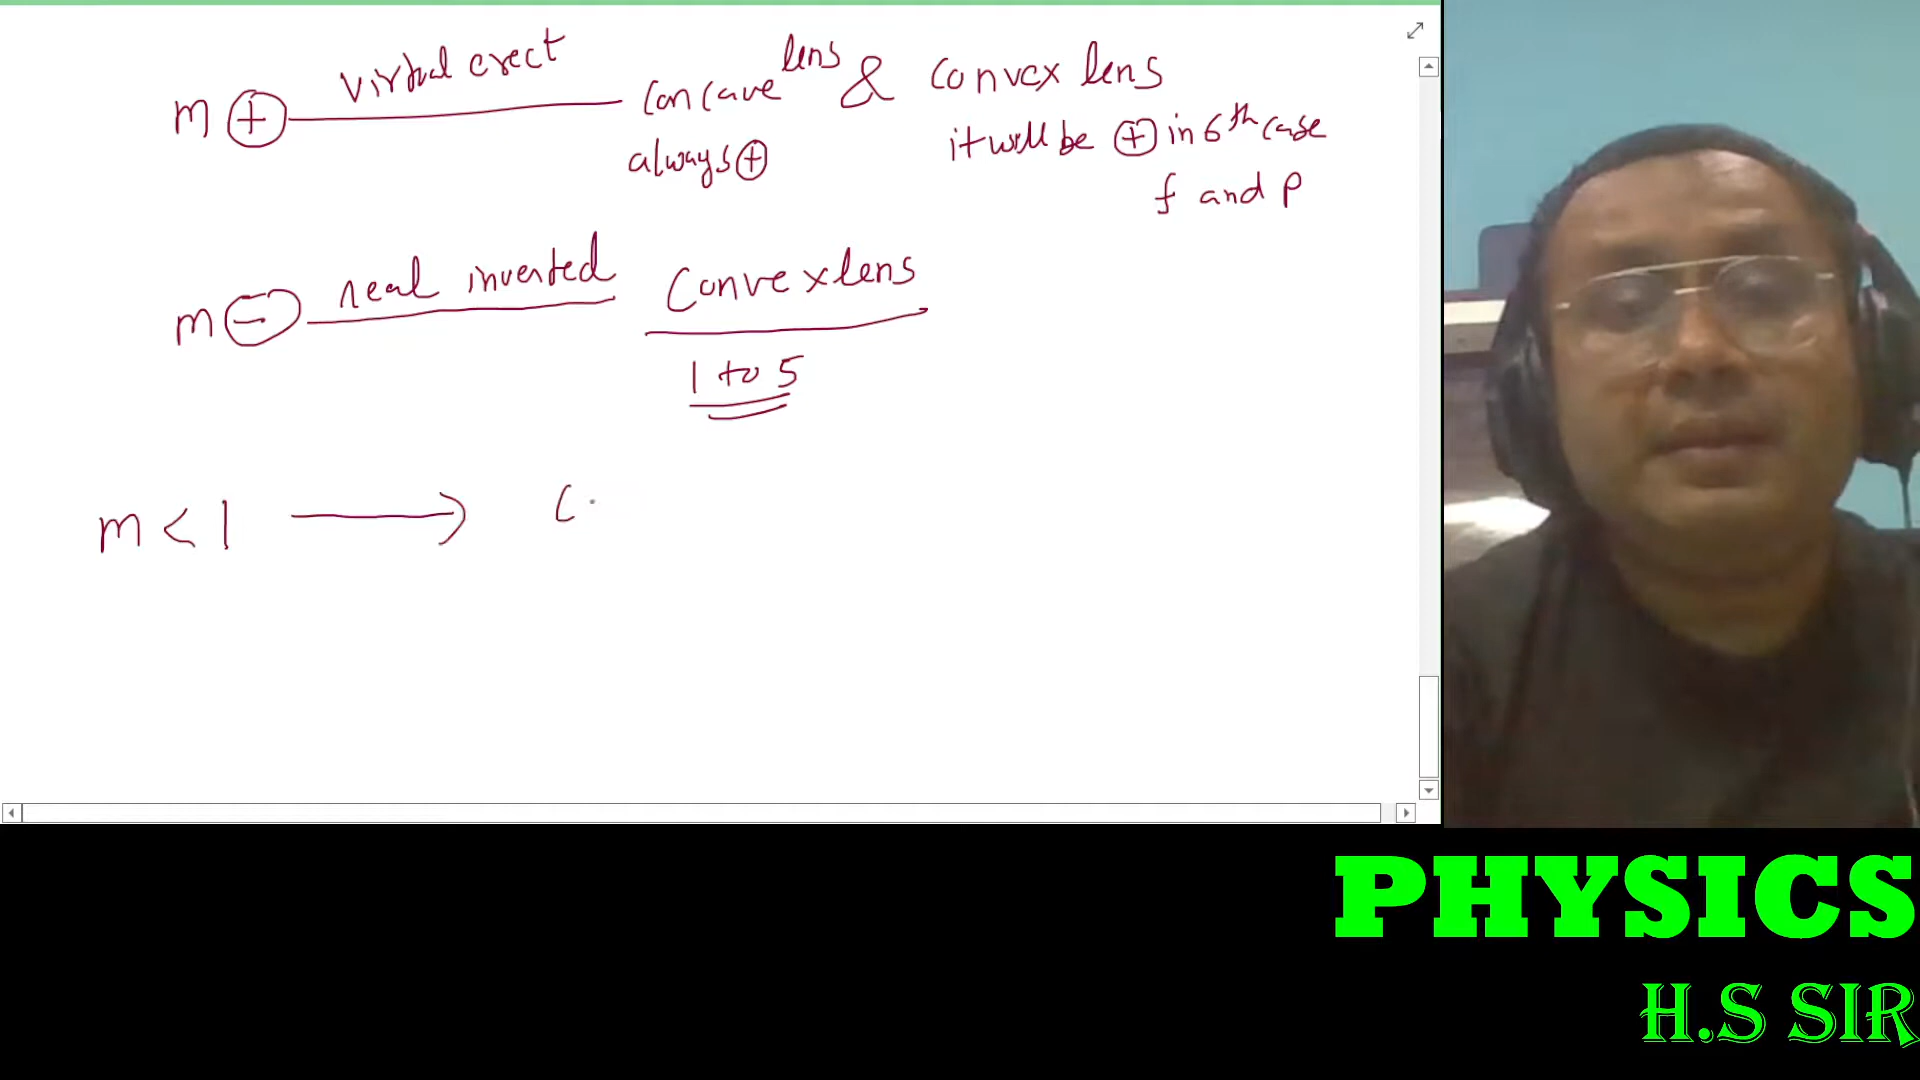 m ⊕ virtual erect concave lens & convex lens
always ⊕ it will be ⊕ in 6th case
f and P
m ⊖ real inverted Convex lens
1 to 5
m < 1 → C
PHYSICS
H.S SIR